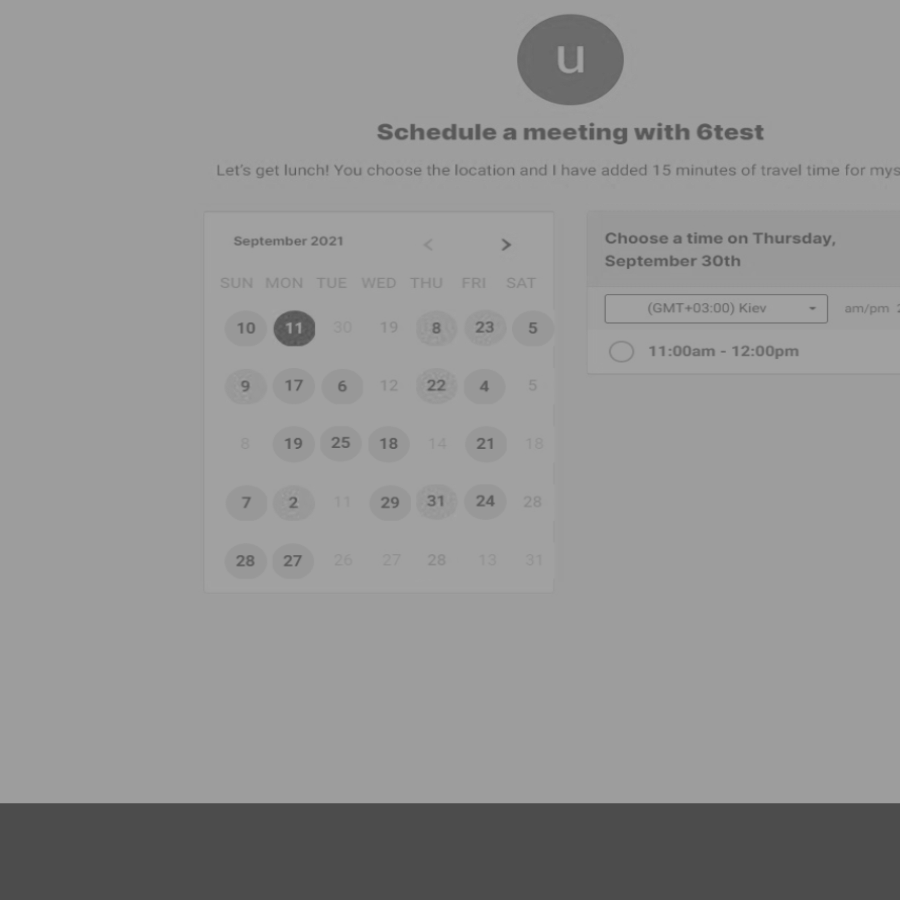 u
Schedule a meeting with 6test
Let's get lunch! You choose the location and I have added 15 minutes of travel time for mys
September 2021
SUN MON TUE WED THU FRI SAT
10 11 30 19 8 23 5
9 17 6 12 22 4 5
8 19 25 18 14 21 18
7 2 11 29 31 24 28
28 27 26 27 28 13 31
Choose a time on Thursday,
September 30th
(GMT+03:00) Kiev am/pm
11:00am - 12:00pm